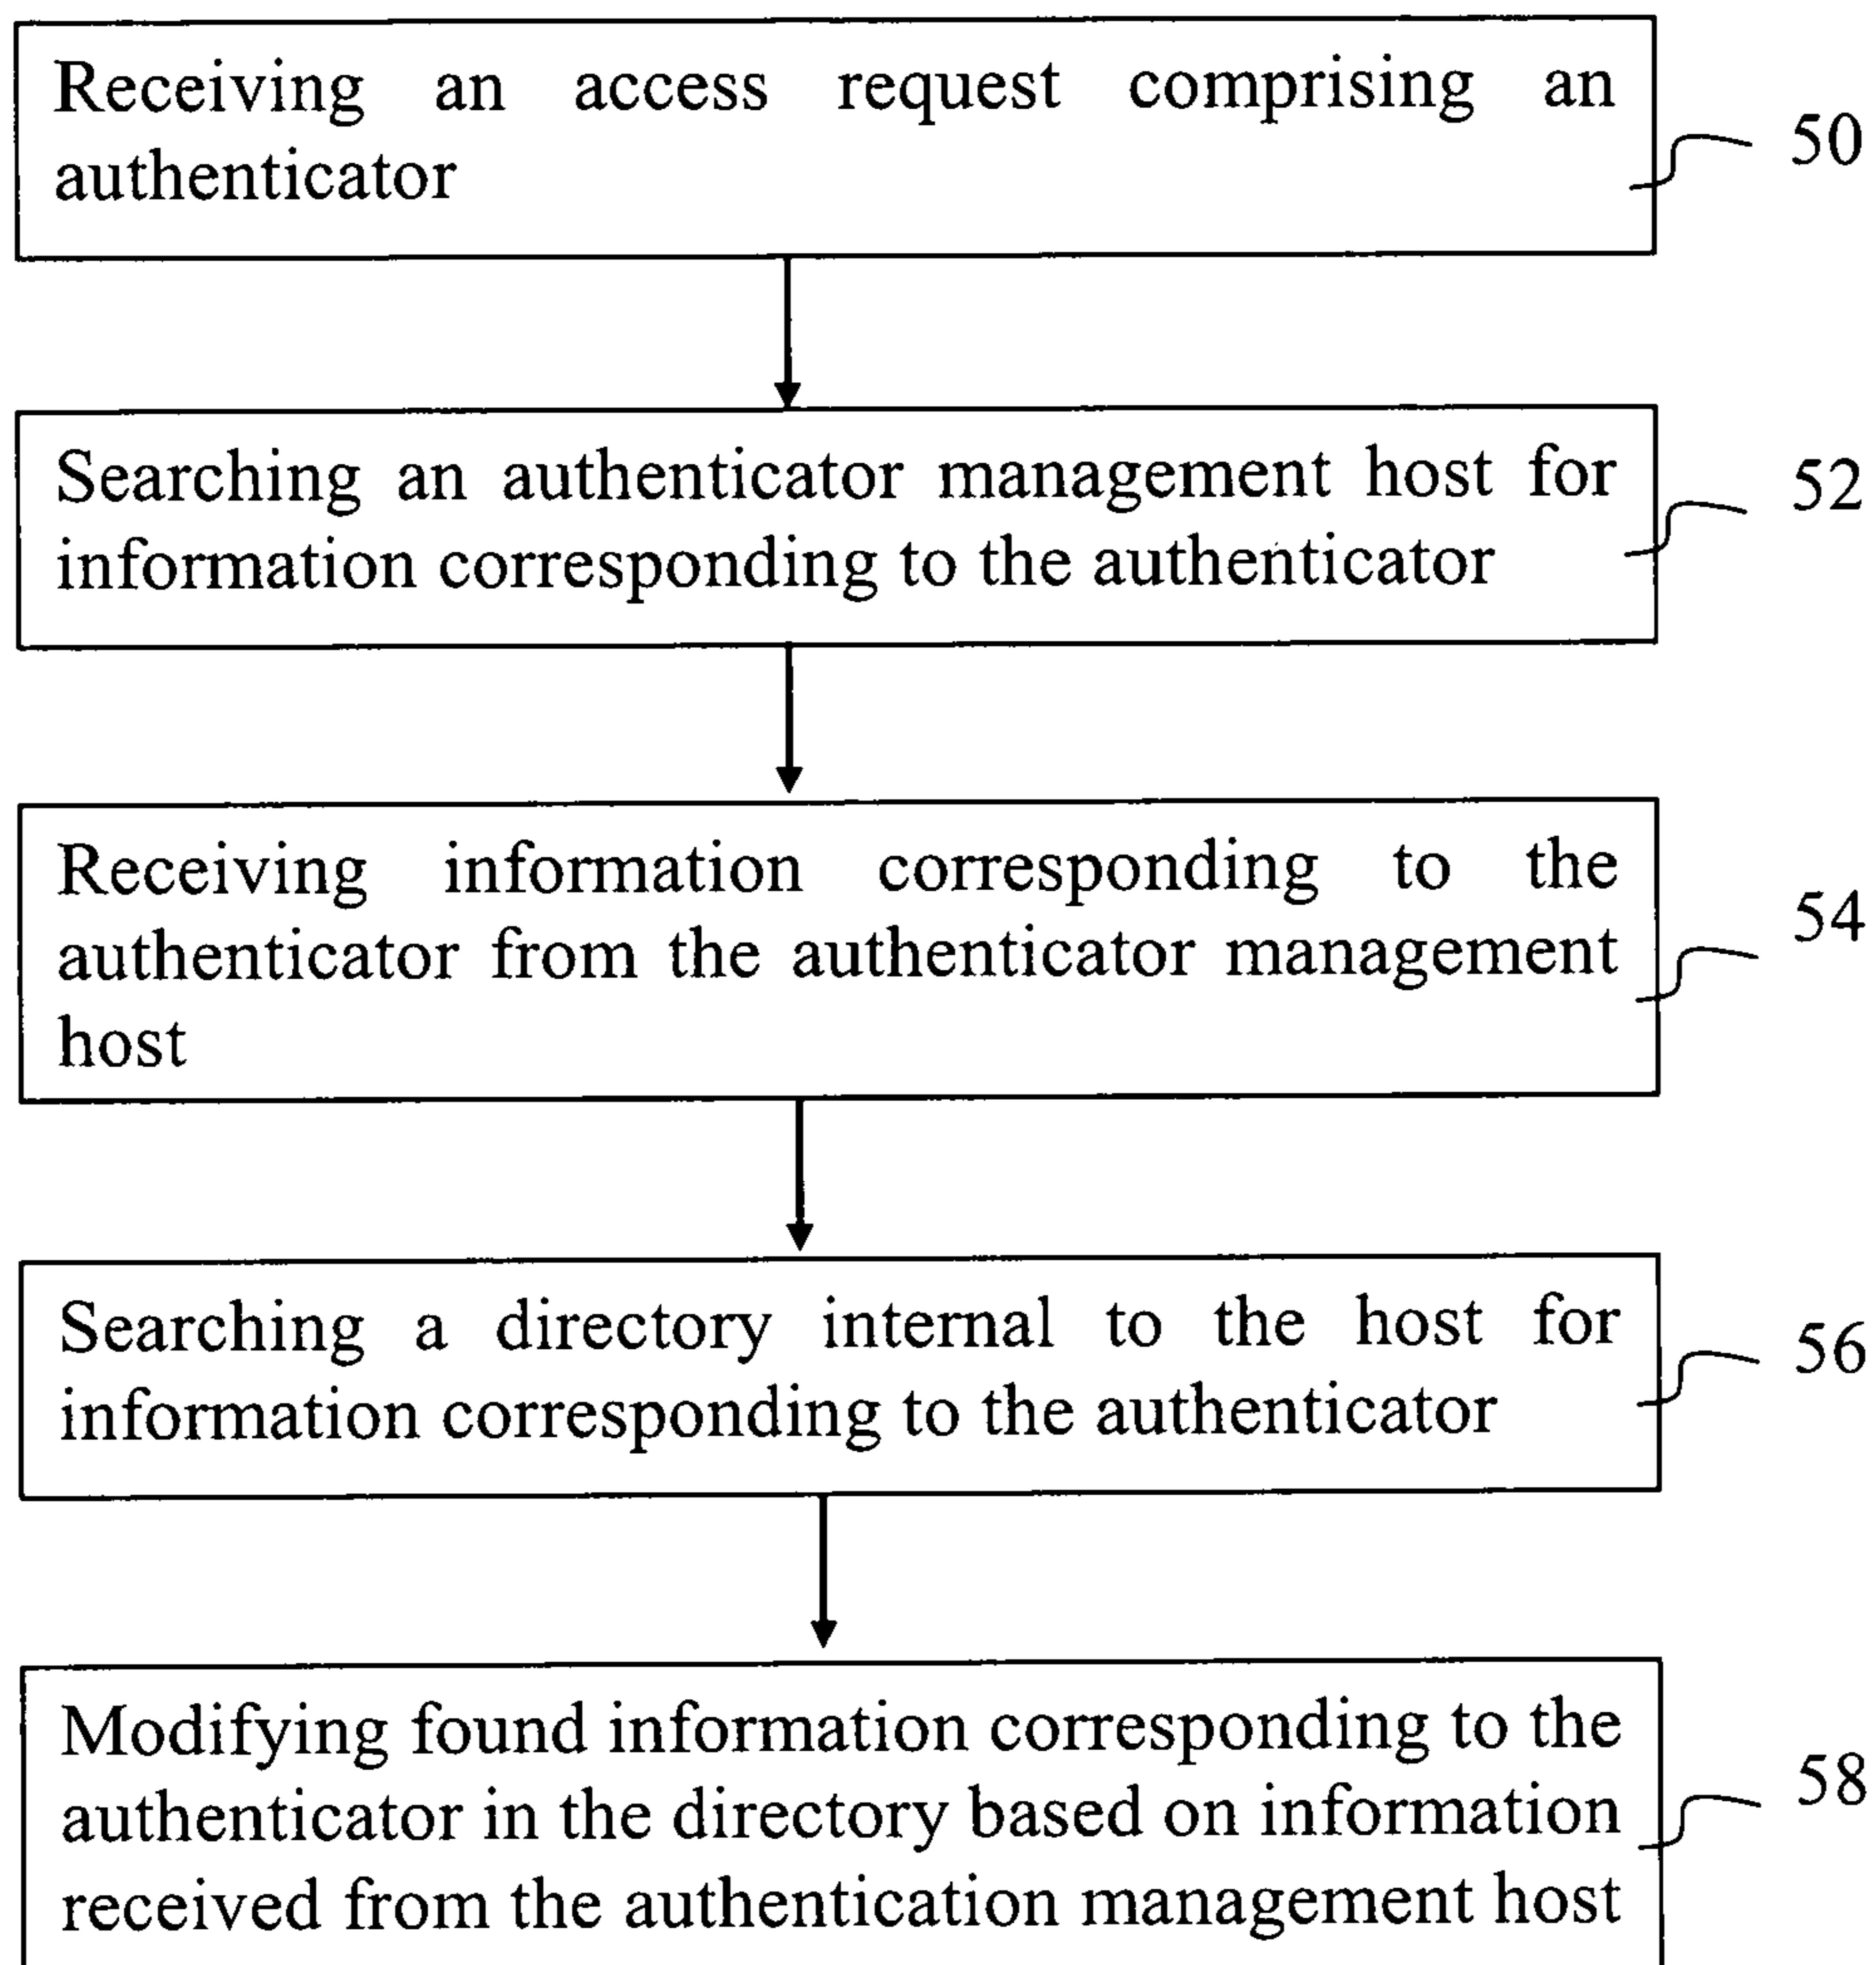 Receiving an access request comprising an
authenticator
50
Searching an authenticator management host for
information corresponding to the authenticator
52
Receiving information corresponding to the
authenticator from the authenticator management
host
54
Searching a directory internal to the host for
information corresponding to the authenticator
56
Modifying found information corresponding to the
authenticator in the directory based on information
received from the authentication management host
58